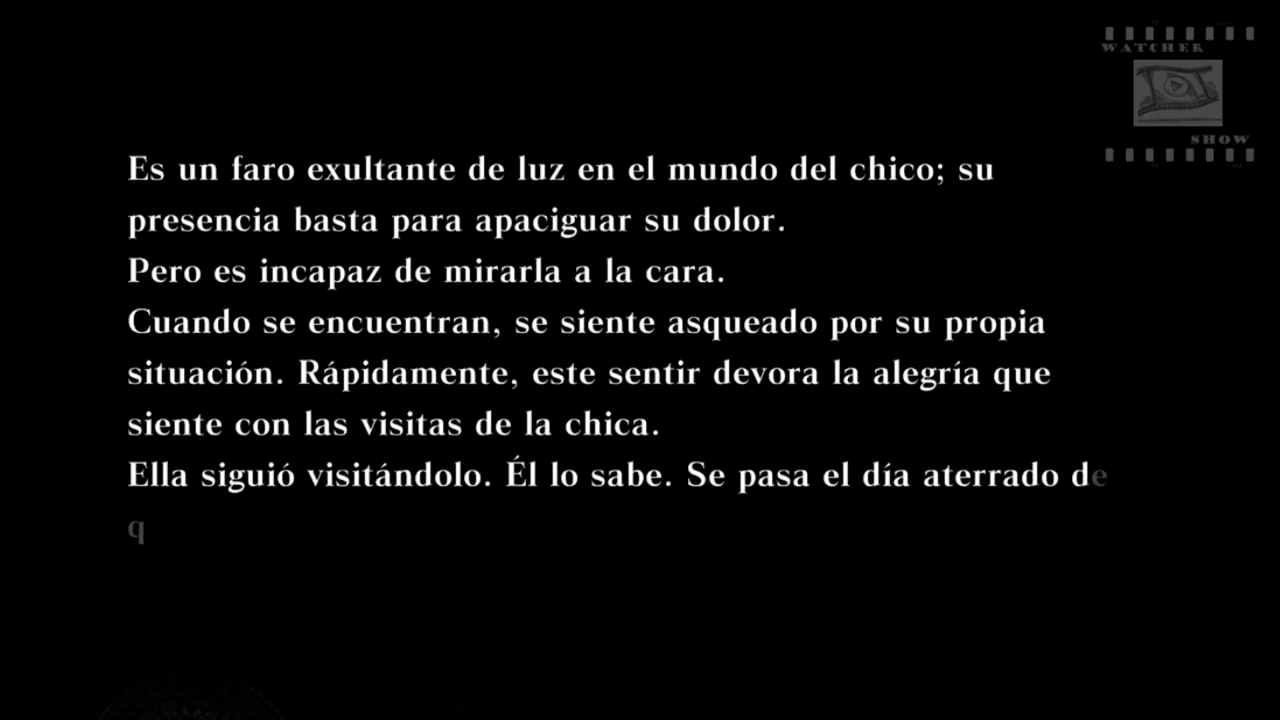 WATCHER
SHOW
Es un faro exultante de luz en el mundo del chico; su
presencia basta para apaciguar su dolor.
Pero es incapaz de mirarla a la cara.
Cuando se encuentran, se siente asqueado por su propia
situación. Rápidamente, este sentir devora la alegría que
siente con las visitas de la chica.
Ella siguió visitándolo. Él lo sabe. Se pasa el día aterrado de
q